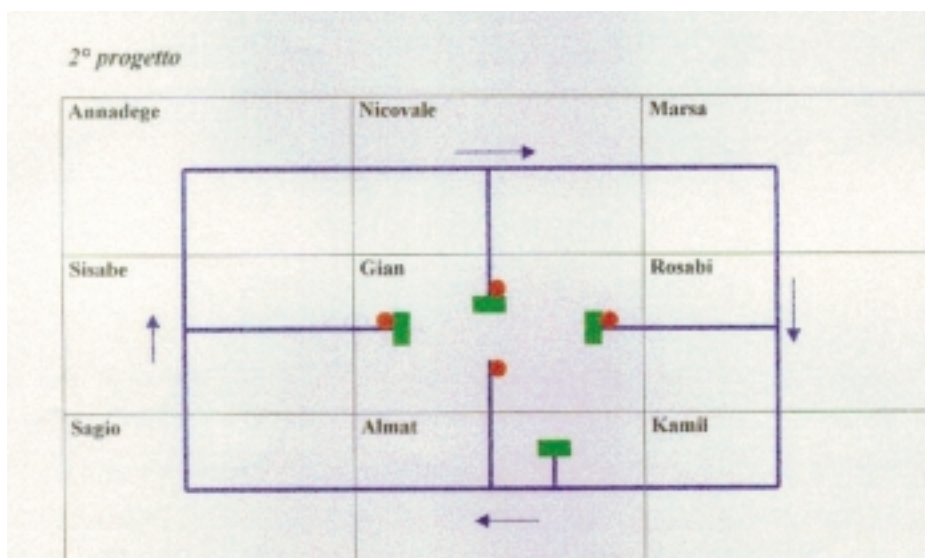 2° progetto
Annadege Nicovale Marsa
Sisabe Gian Rosabi
Sagio Almat Kamil